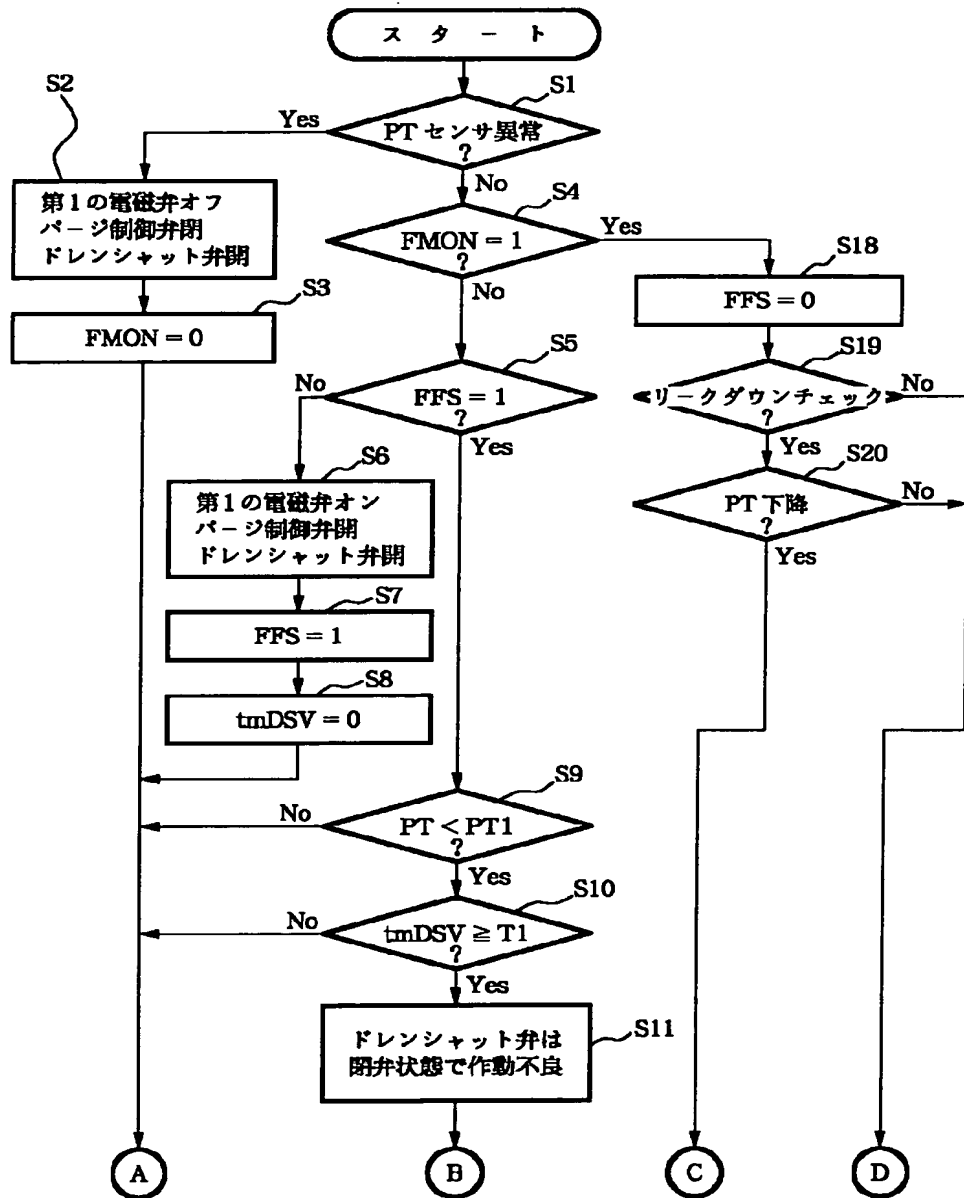 スタート
S1
PTセンサ異常
?
Yes
No
S2
第1の電磁弁オフ
パージ制御弁閉
ドレンシャット弁開
S3
FMON = 0
S4
FMON = 1
?
Yes
No
S18
FFS = 0
S5
FFS = 1
?
No
Yes
S19
リークダウンチェック
?
No
Yes
S6
第1の電磁弁オン
パージ制御弁開
ドレンシャット弁開
S20
PT下降
?
No
Yes
S7
FFS = 1
S8
tmDSV = 0
S9
PT < PT1
?
No
Yes
S10
tmDSV ≧ T1
?
No
Yes
S11
ドレンシャット弁は
閉弁状態で作動不良
A
B
C
D